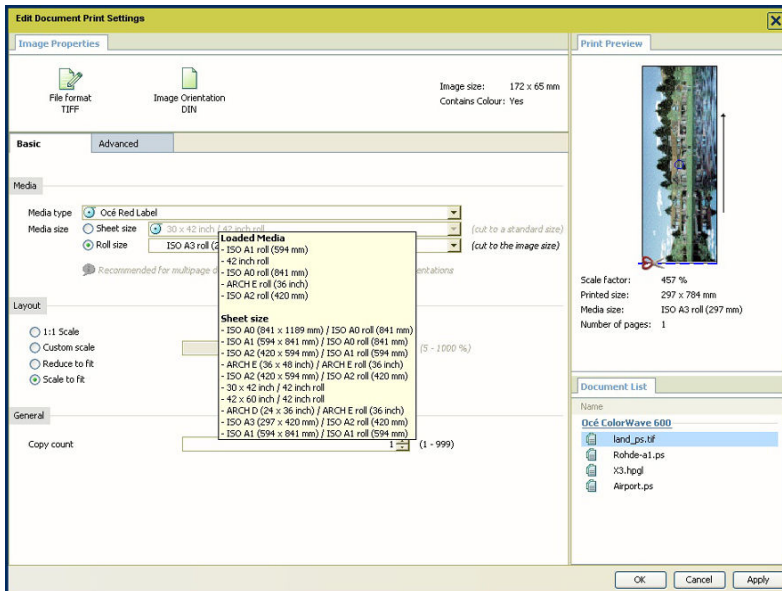 Edit Document Print Settings
Image Properties
File format
TIFF
Image Orientation
DIN
Image size: 172 x 65 mm
Contains Colour: Yes
Basic
Advanced
Media
Media type
Océ Red Label
Media size
Sheet size
30 x 42 inch / 42 inch roll
(cut to a standard size)
Roll size
ISO A3 roll (2
(cut to the image size)
Recommended for multipage d
entations
Loaded Media
- ISO A1 roll (594 mm)
- 42 inch roll
- ISO A0 roll (841 mm)
- ARCH E roll (36 inch)
- ISO A2 roll (420 mm)
Sheet size
- ISO A0 (841 x 1189 mm) / ISO A0 roll (841 mm)
- ISO A1 (594 x 841 mm) / ISO A0 roll (841 mm)
- ISO A2 (420 x 594 mm) / ISO A1 roll (594 mm)
- ARCH E (36 x 48 inch) / ARCH E roll (36 inch)
- ISO A2 (420 x 594 mm) / ISO A2 roll (420 mm)
- 30 x 42 inch / 42 inch roll
- 42 x 60 inch / 42 inch roll
- ARCH D (24 x 36 inch) / ARCH E roll (36 inch)
- ISO A3 (297 x 420 mm) / ISO A2 roll (420 mm)
- ISO A1 (594 x 841 mm) / ISO A1 roll (594 mm)
Layout
1:1 Scale
Custom scale
(5 - 1000 %)
Reduce to fit
Scale to fit
General
Copy count
1
(1 - 999)
Print Preview
Scale factor: 457 %
Printed size: 297 x 784 mm
Media size: ISO A3 roll (297 mm)
Number of pages: 1
Document List
Name
Océ ColorWave 600
land_ps.tif
Rohde-a1.ps
X3.hpgl
Airport.ps
OK
Cancel
Apply